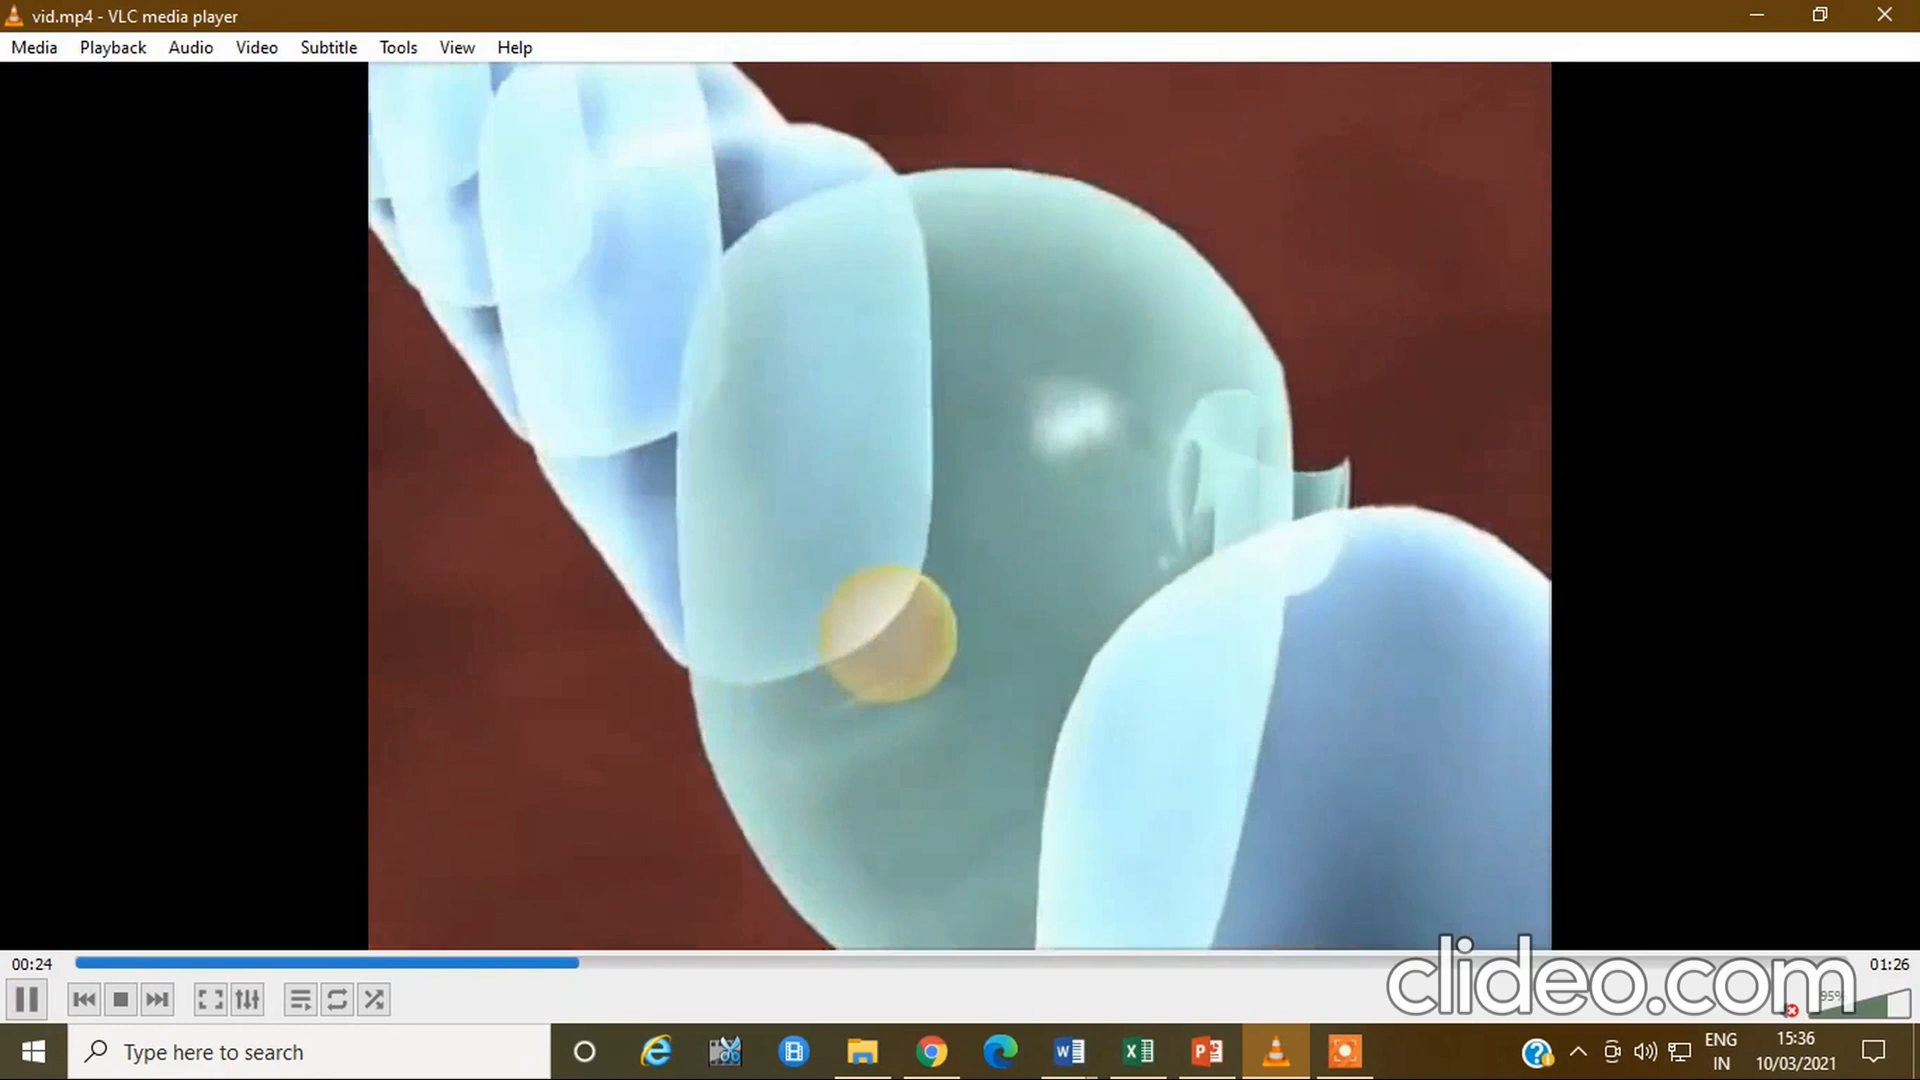 vid.mp4 - VLC media player
Media Playback Audio Video Subtitle Tools View Help
00:24
01:26
clideo.com
95%
Type here to search
ENG
IN
15:36
10/03/2021